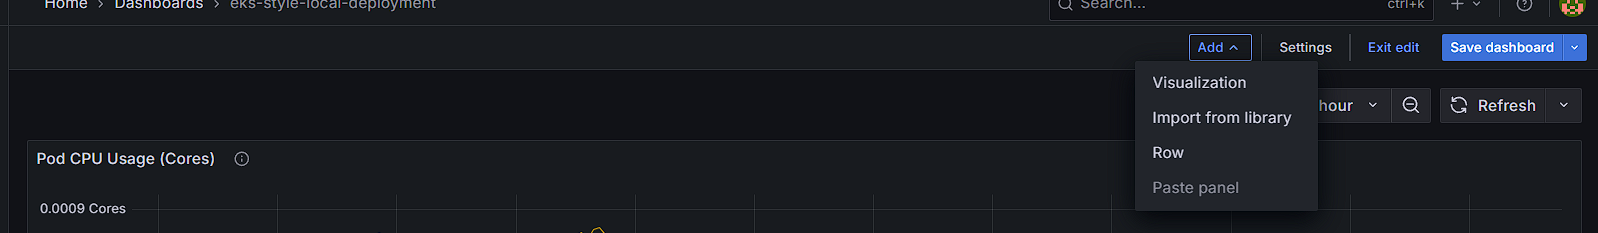 Home > Dashboards > eks-style-local-deployment
Search... ctrl+k
Add Settings Exit edit Save dashboard
Visualization
hour Refresh
Import from library
Row
Paste panel
Pod CPU Usage (Cores)
0.0009 Cores